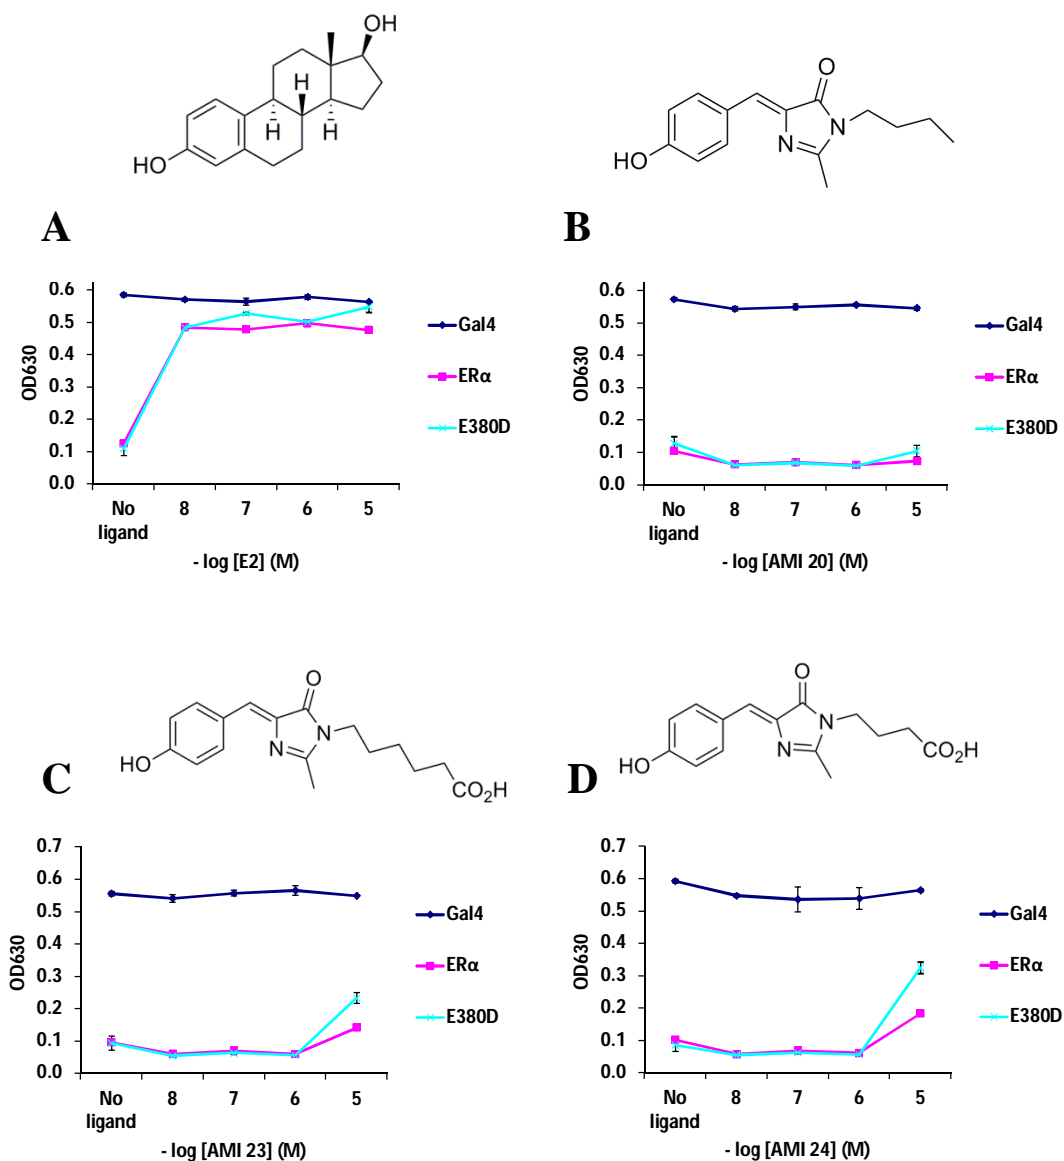 OH
H
H
H
HO
O
N
N
HO
A
B
0.6
0.5
0.4
0.3
0.2
0.1
0.0
OD630
No ligand
8
7
6
5
- log [E2] (M)
Gal4
ERα
E380D
0.6
0.5
0.4
0.3
0.2
0.1
0.0
OD630
No ligand
8
7
6
5
- log [AMI 20] (M)
Gal4
ERα
E380D
O
N
N
HO
CO₂H
C
O
N
N
HO
CO₂H
D
0.7
0.6
0.5
0.4
0.3
0.2
0.1
0.0
OD630
No ligand
8
7
6
5
- log [AMI 23] (M)
Gal4
ERα
E380D
0.7
0.6
0.5
0.4
0.3
0.2
0.1
0.0
OD630
No ligand
8
7
6
5
- log [AMI 24] (M)
Gal4
ERα
E380D